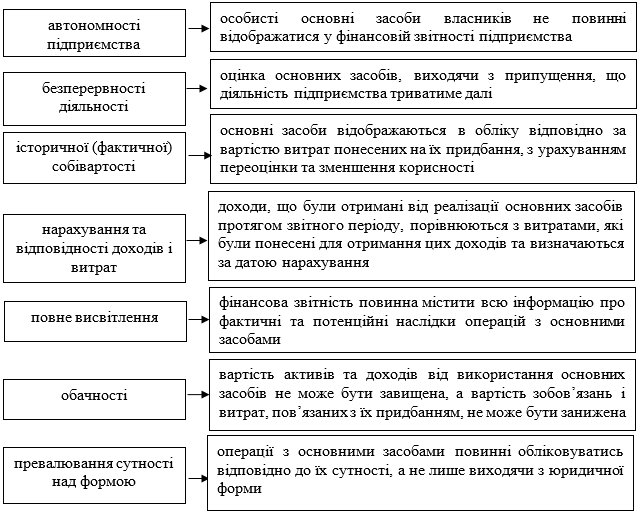 автономності
підприємства
особисті основні засоби власників не повинні
відображатися у фінансовій звітності підприємства
безперервності
діяльності
оцінка основних засобів, виходячи з припущення, що
діяльність підприємства триватиме далі
історичної (фактичної)
собівартості
основні засоби відображаються в обліку відповідно за
вартістю витрат понесених на їх придбання, з урахуванням
переоцінки та зменшення корисності
нарахування та
відповідності доходів і
витрат
доходи, що були отримані від реалізації основних засобів
протягом звітного періоду, порівнюються з витратами, які
були понесені для отримання цих доходів та визначаються
за датою нарахування
повне висвітлення
фінансова звітність повинна містити всю інформацію про
фактичні та потенційні наслідки операцій з основними
засобами
обачності
вартість активів та доходів від використання основних
засобів не може бути завищена, а вартість зобов’язань і
витрат, пов’язаних з їх придбанням, не може бути занижена
превалювання сутності
над формою
операції з основними засобами повинні обліковуватись
відповідно до їх сутності, а не лише виходячи з юридичної
форми